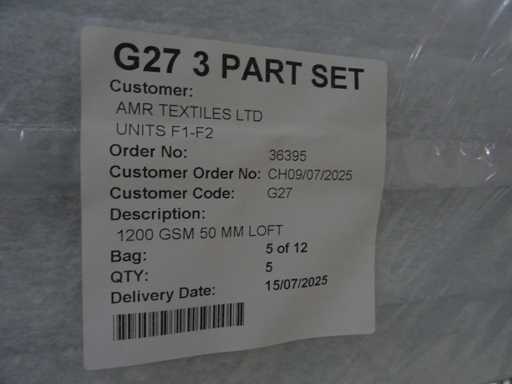 G27 3 PART SET
Customer:
AMR TEXTILES LTD
UNITS F1-F2
Order No: 36395
Customer Order No: CH09/07/2025
Customer Code: G27
Description:
1200 GSM 50 MM LOFT
Bag: 5 of 12
QTY: 5
Delivery Date: 15/07/2025